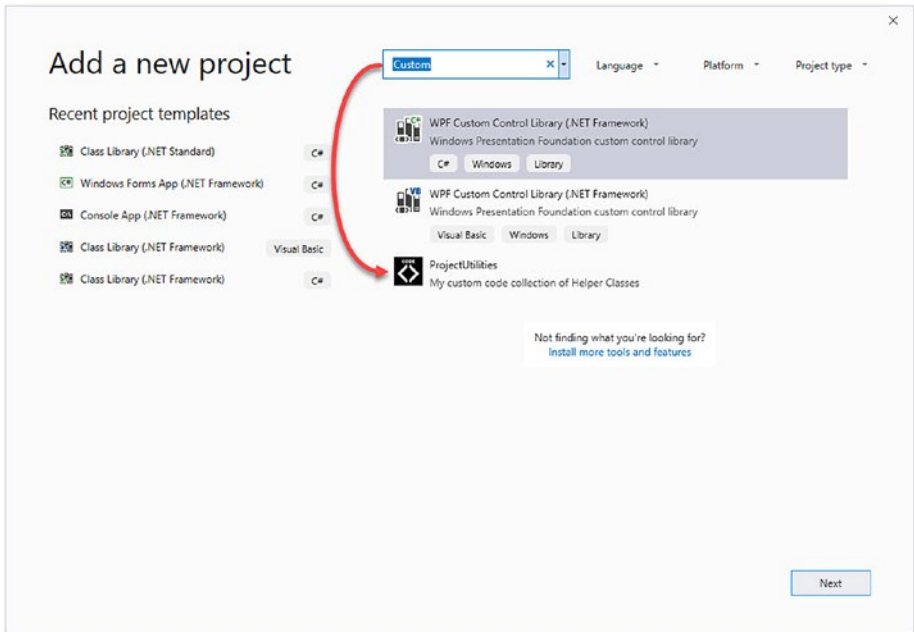 Add a new project
Custom
Language
Platform
Project type
Recent project templates
Class Library (.NET Standard)
C#
Windows Forms App (.NET Framework)
C#
Console App (.NET Framework)
C#
Class Library (.NET Framework)
Visual Basic
Class Library (.NET Framework)
C#
WPF Custom Control Library (.NET Framework)
Windows Presentation Foundation custom control library
C# Windows Library
WPF Custom Control Library (.NET Framework)
Windows Presentation Foundation custom control library
Visual Basic Windows Library
CODE
ProjectUtilities
My custom code collection of Helper Classes
Not finding what you're looking for?
Install more tools and features
Next